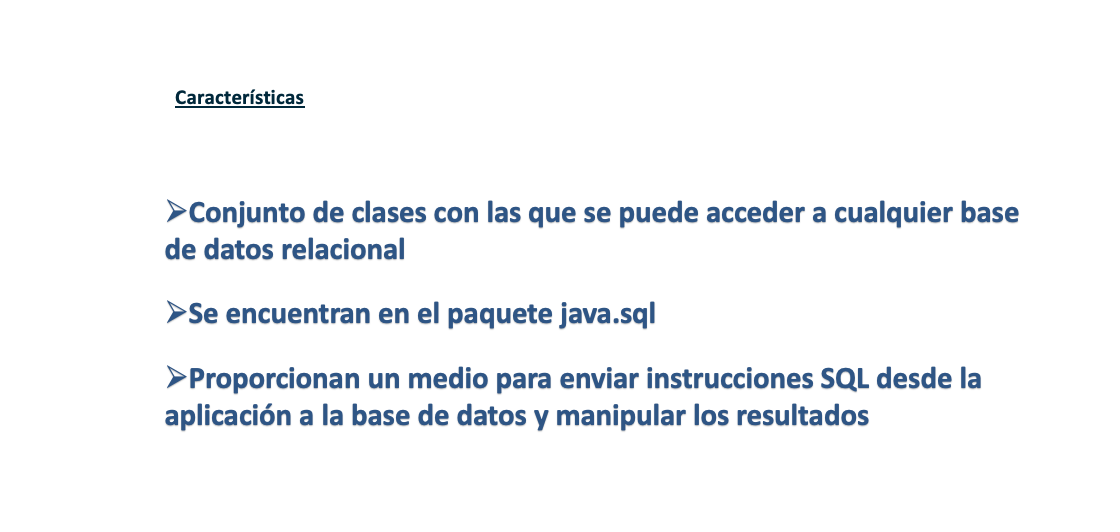 Características
➢Conjunto de clases con las que se puede acceder a cualquier base
de datos relacional
➢Se encuentran en el paquete java.sql
➢Proporcionan un medio para enviar instrucciones SQL desde la
aplicación a la base de datos y manipular los resultados